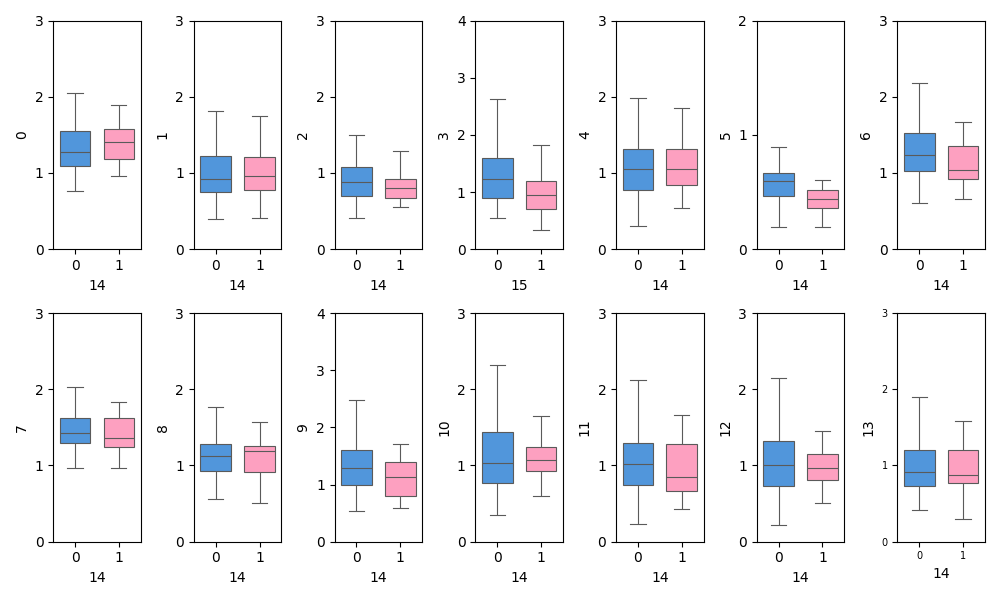 3 3 3 4 3 2 3
3
2 2 2 2 2
0 1 2 3 2 4 5 1 6
1 1 1 1 1 1
0 0 0 0 0 0 0
0 1 0 1 0 1 0 1 0 1 0 1 0 1
14 14 14 15 14 14 14
3 3 3 4 3 3 3 3
3
2 2 2 2 2 2 2 2
7 8 9 10 11 12 13
1 1 1 1 1 1 1
0 0 0 0 0 0 0
0 1 0 1 0 1 0 1 0 1 0 1 0 1
14 14 14 14 14 14 14